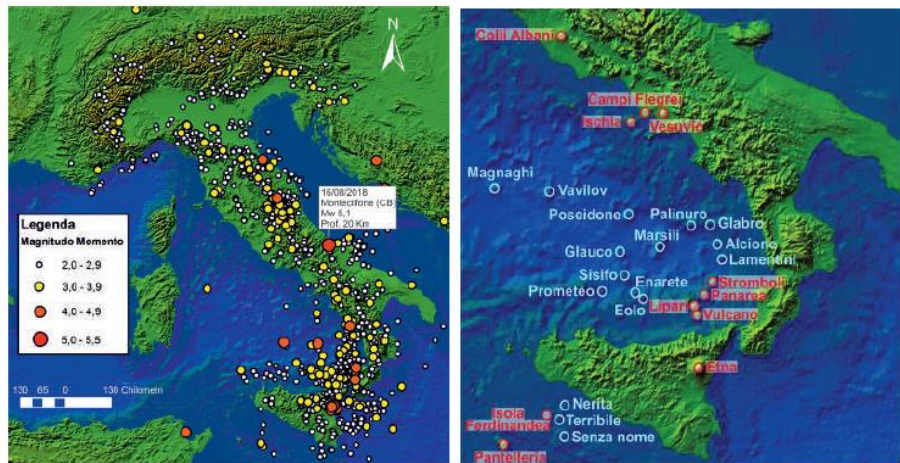 N
16/08/2018
Montecilfone (CB)
Mw 5,1
Prof. 20 Km
Legenda
Magnitudo Momento
2,0 - 2,9
3,0 - 3,9
4,0 - 4,9
5,0 - 5,5
130 65 0 130 Chilometri
Colli Albani
Campi Flegrei
Ischia
Vesuvio
Magnaghi
Vavilov
Poseidone
Palinuro
Glabro
Marsili
Alcione
Glauco
Lamentini
Sisifo
Stromboli
Enarete
Panarea
Prometeo
Eolo
Lipari
Vulcano
Etna
Nerita
Isola
Ferdinandea
Terribile
Senza nome
Pantelleria